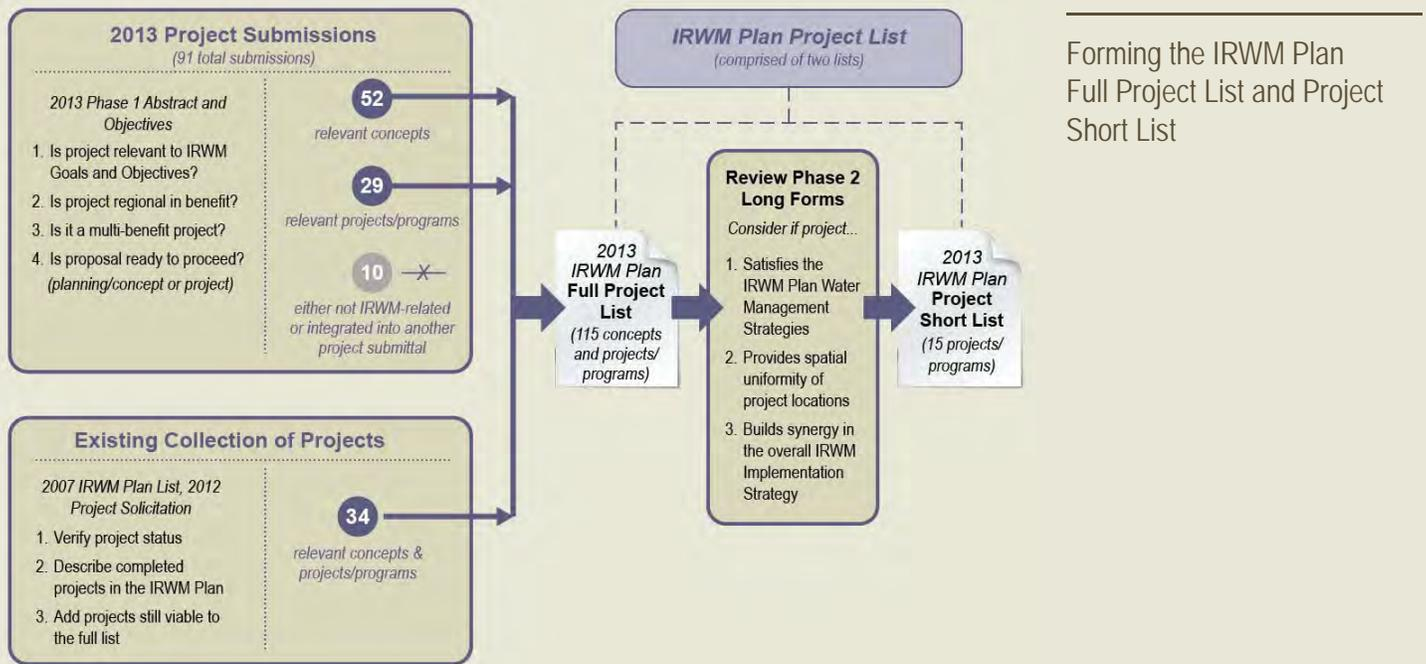 2013 Project Submissions
(91 total submissions)
2013 Phase 1 Abstract and
Objectives
1. Is project relevant to IRWM
Goals and Objectives?
2. Is project regional in benefit?
3. Is it a multi-benefit project?
4. Is proposal ready to proceed?
(planning/concept or project)
52
relevant concepts
29
relevant projects/programs
10
either not IRWM-related
or integrated into another
project submittal
Existing Collection of Projects
2007 IRWM Plan List, 2012
Project Solicitation
1. Verify project status
2. Describe completed
projects in the IRWM Plan
3. Add projects still viable to
the full list
34
relevant concepts &
projects/programs
IRWM Plan Project List
(comprised of two lists)
2013
IRWM Plan
Full Project
List
(115 concepts
and projects/
programs)
Review Phase 2
Long Forms
Consider if project...
1. Satisfies the
IRWM Plan Water
Management
Strategies
2. Provides spatial
uniformity of
project locations
3. Builds synergy in
the overall IRWM
Implementation
Strategy
2013
IRWM Plan
Project
Short List
(15 projects/
programs)
Forming the IRWM Plan
Full Project List and Project
Short List